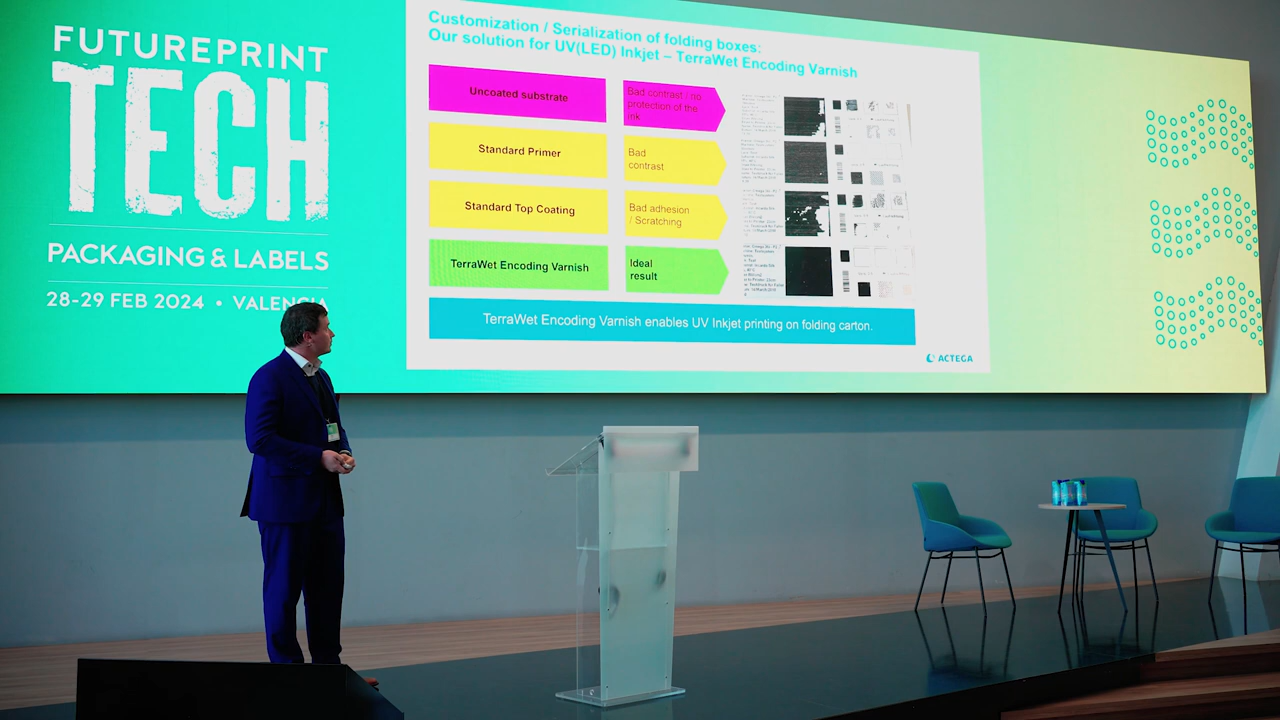 FUTUREPRINT
TECH
PACKAGING & LABELS
28-29 FEB 2024 • VALENCIA
Customization / Serialization of folding boxes:
Our solution for UV(LED) Inkjet – TerraWet Encoding Varnish
Uncoated substrate
Bad contrast / no
protection of the
ink
Standard Primer
Bad
contrast
Standard Top Coating
Bad adhesion
/ Scratching
TerraWet Encoding Varnish
Ideal
result
TerraWet Encoding Varnish enables UV Inkjet printing on folding carton.
ACTEGA